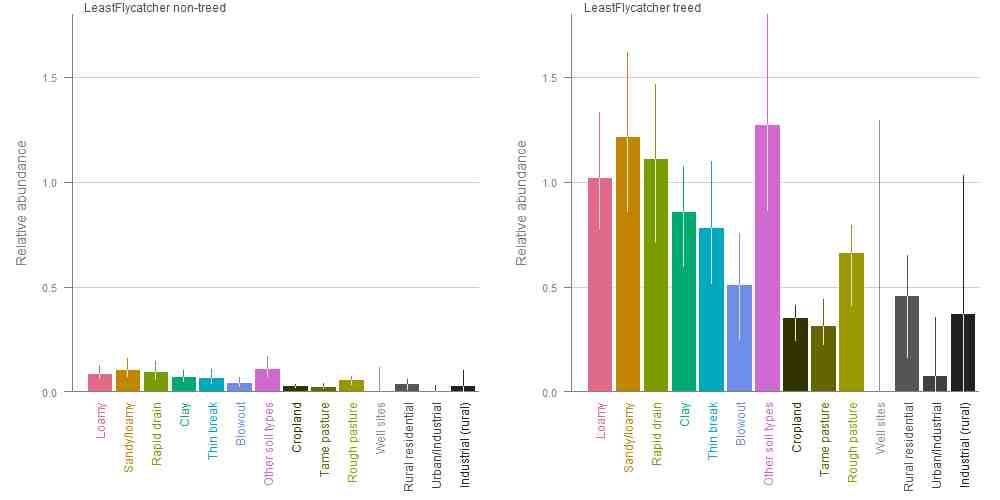 LeastFlycatcher non-treed
Relative abundance
1.5
1.0
0.5
0.0
Loamy
Sandy/loamy
Rapid drain
Clay
Thin break
Blowout
Other soil types
Cropland
Tame pasture
Rough pasture
Well sites
Rural residential
Urban/Industrial
Industrial (rural)
LeastFlycatcher treed
Relative abundance
1.5
1.0
0.5
0.0
Loamy
Sandy/loamy
Rapid drain
Clay
Thin break
Blowout
Other soil types
Cropland
Tame pasture
Rough pasture
Well sites
Rural residential
Urban/Industrial
Industrial (rural)